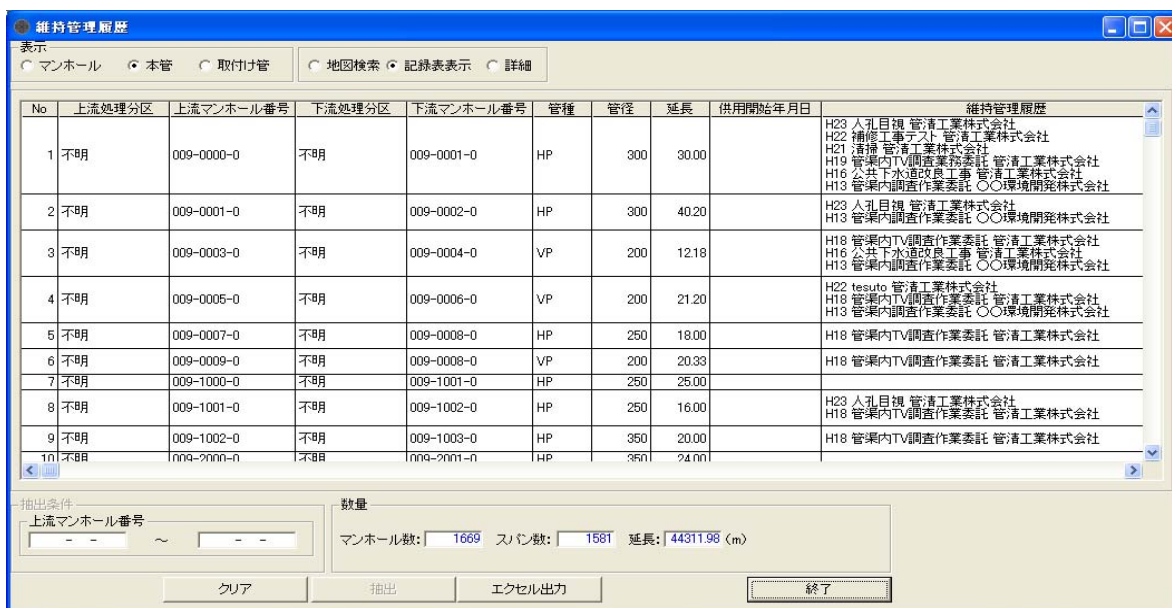 維持管理履歴
表示
マンホール 本管 取付け管 地図検索 記録表表示 詳細
No 上流処理分区 上流マンホール番号 下流処理分区 下流マンホール番号 管種 管径 延長 供用開始年月日 維持管理履歴
1 不明 009-0000-0 不明 009-0001-0 HP 300 30.00
H23 人孔目視 管清工業株式会社
H22 補修工事テスト 管清工業株式会社
H21 清掃 管清工業株式会社
H19 管渠内TV調査業務委託 管清工業株式会社
H16 公共下水道改良工事 管清工業株式会社
H13 管渠内調査作業委託 〇〇環境開発株式会社
2 不明 009-0001-0 不明 009-0002-0 HP 300 40.20
H23 人孔目視 管清工業株式会社
H13 管渠内調査作業委託 〇〇環境開発株式会社
3 不明 009-0003-0 不明 009-0004-0 VP 200 12.18
H18 管渠内TV調査作業委託 管清工業株式会社
H16 公共下水道改良工事 管清工業株式会社
H13 管渠内調査作業委託 〇〇環境開発株式会社
4 不明 009-0005-0 不明 009-0006-0 VP 200 21.20
H22 tesuto 管清工業株式会社
H18 管渠内TV調査作業委託 管清工業株式会社
H13 管渠内調査作業委託 〇〇環境開発株式会社
5 不明 009-0007-0 不明 009-0008-0 HP 250 18.00 H18 管渠内TV調査作業委託 管清工業株式会社
6 不明 009-0009-0 不明 009-0008-0 VP 200 20.33 H18 管渠内TV調査作業委託 管清工業株式会社
7 不明 009-1000-0 不明 009-1001-0 HP 250 25.00
8 不明 009-1001-0 不明 009-1002-0 HP 250 16.00
H23 人孔目視 管清工業株式会社
H18 管渠内TV調査作業委託 管清工業株式会社
9 不明 009-1002-0 不明 009-1003-0 HP 350 20.00 H18 管渠内TV調査作業委託 管清工業株式会社
10 不明 009-2000-0 不明 009-2001-0 HP 350 24.00
抽出条件
上流マンホール番号
- - ～ - -
数量
マンホール数: 1669 スパン数: 1581 延長: 44311.98 (m)
クリア 抽出 エクセル出力 終了